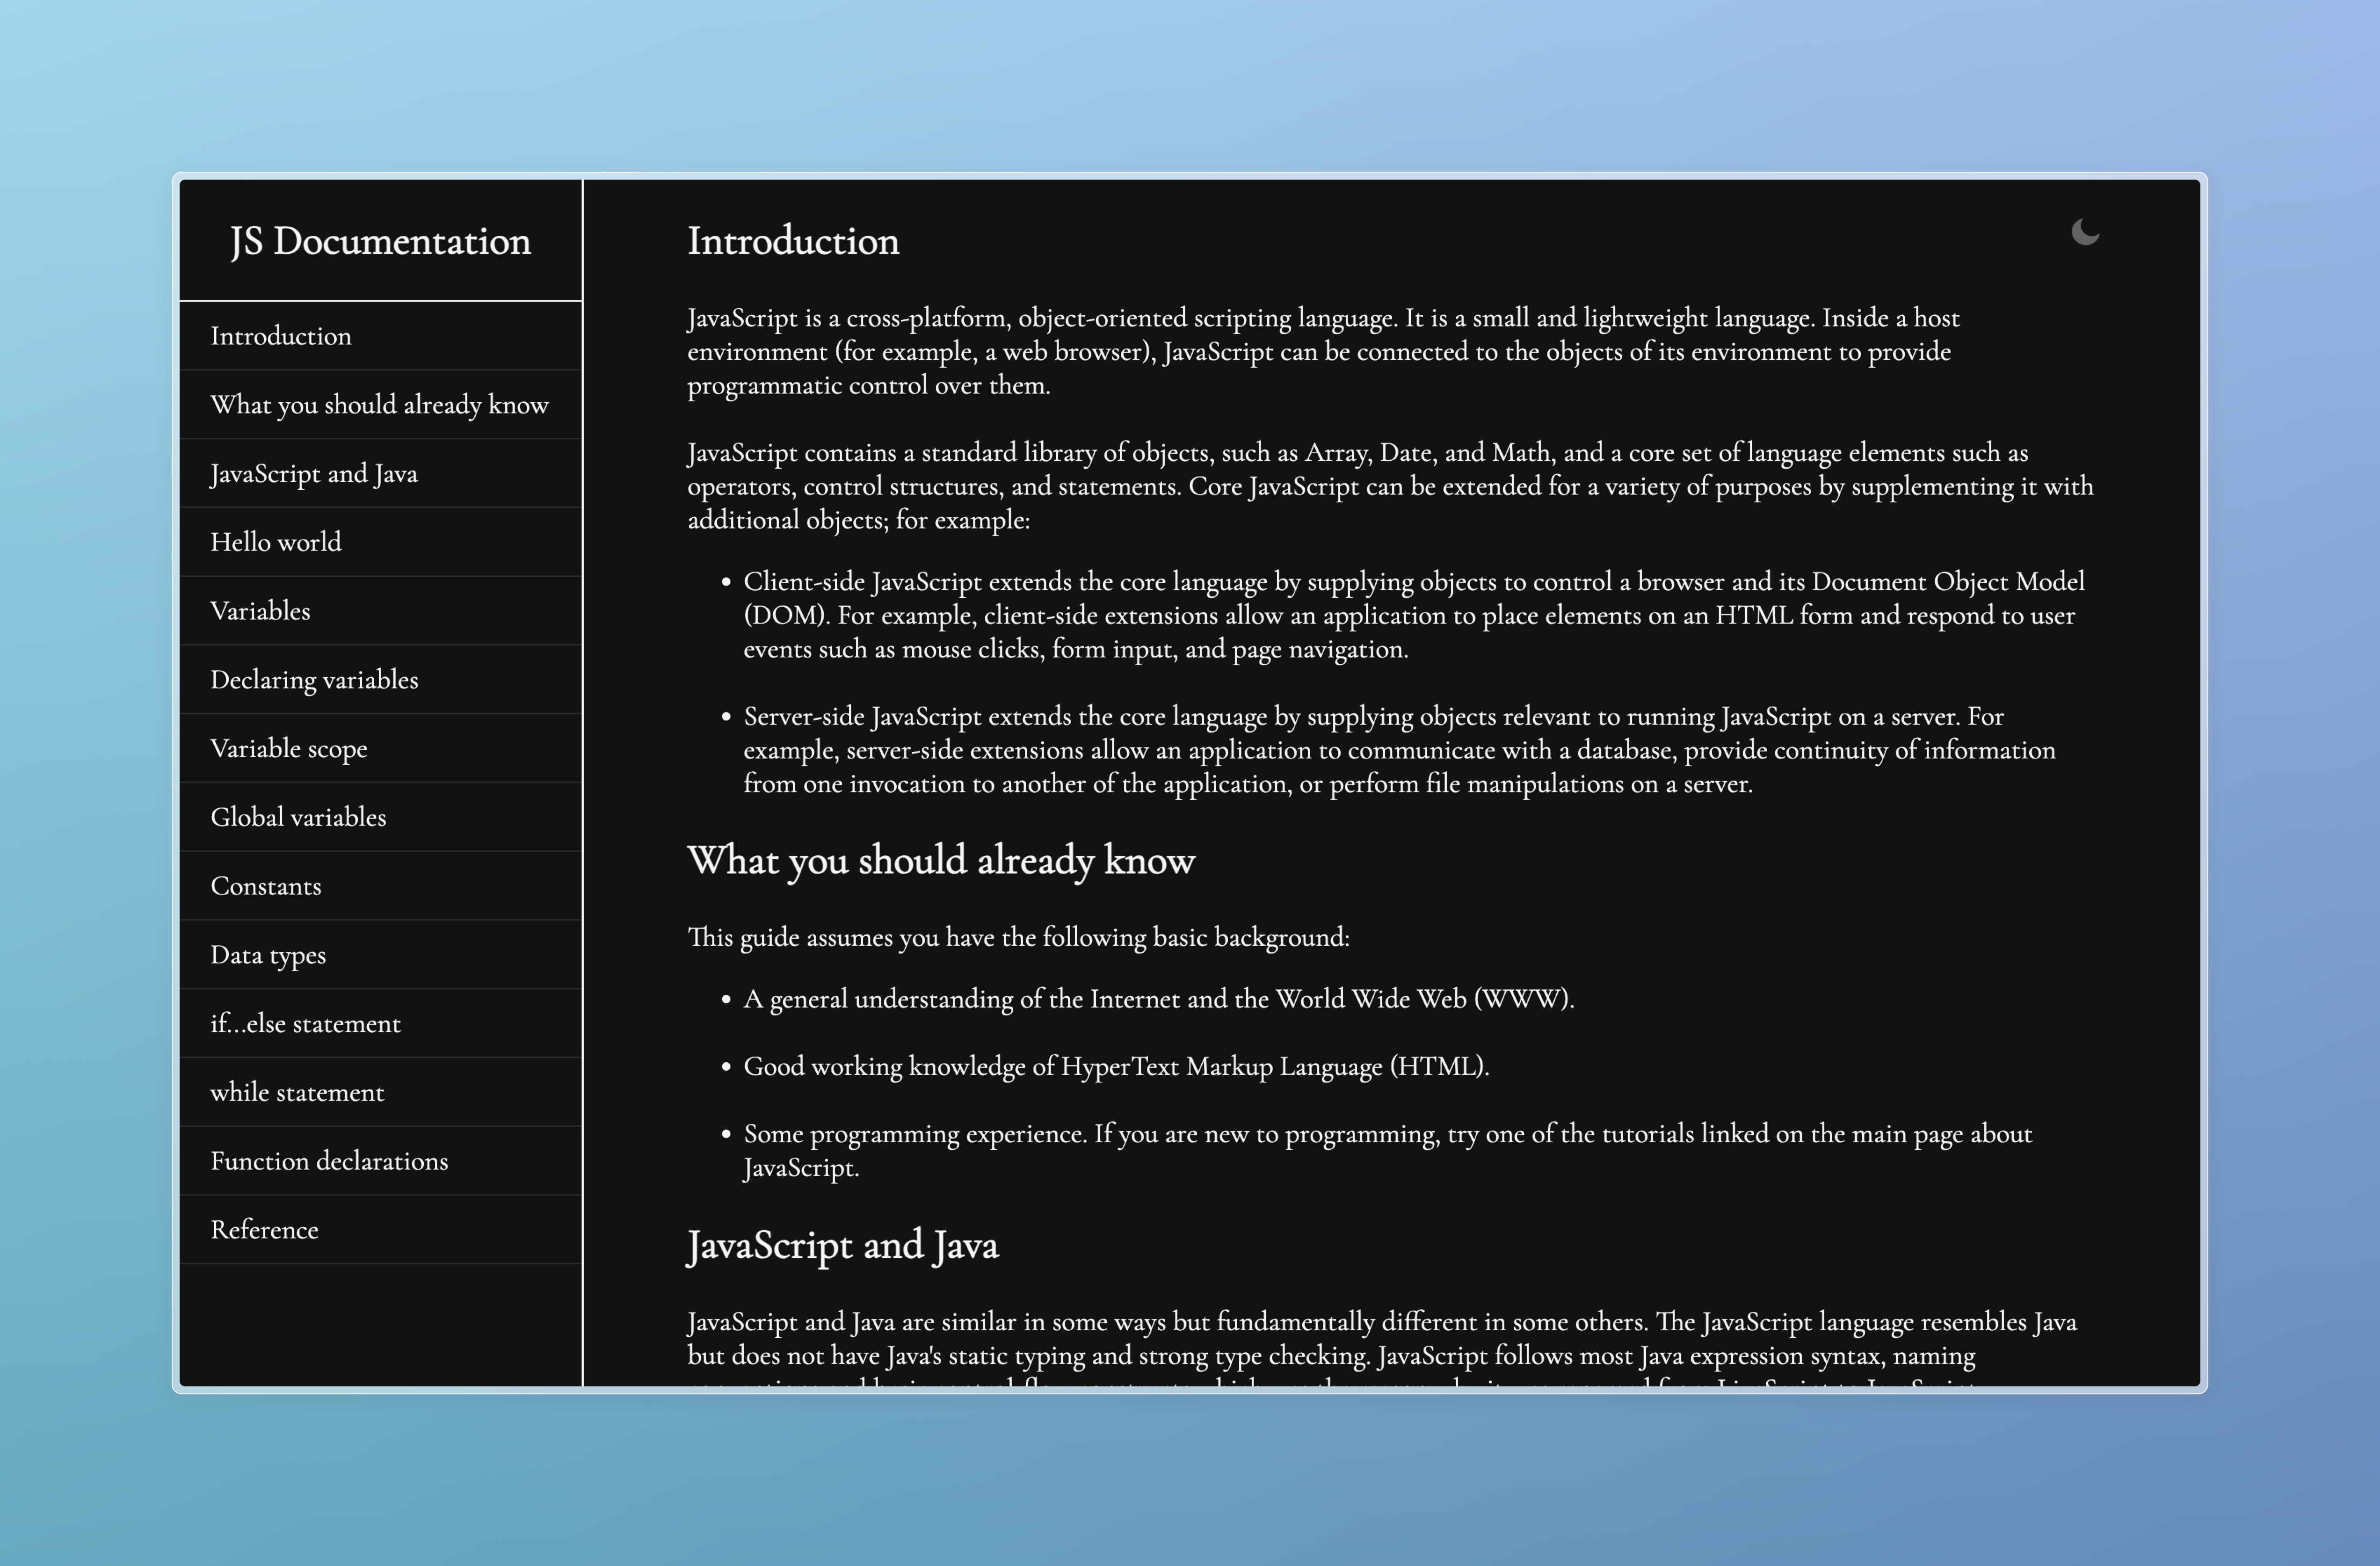 JS Documentation
Introduction
What you should already know
JavaScript and Java
Hello world
Variables
Declaring variables
Variable scope
Global variables
Constants
Data types
if...else statement
while statement
Function declarations
Reference
Introduction
JavaScript is a cross-platform, object-oriented scripting language. It is a small and lightweight language. Inside a host
environment (for example, a web browser), JavaScript can be connected to the objects of its environment to provide
programmatic control over them.
JavaScript contains a standard library of objects, such as Array, Date, and Math, and a core set of language elements such as
operators, control structures, and statements. Core JavaScript can be extended for a variety of purposes by supplementing it with
additional objects; for example:
• Client-side JavaScript extends the core language by supplying objects to control a browser and its Document Object Model
(DOM). For example, client-side extensions allow an application to place elements on an HTML form and respond to user
events such as mouse clicks, form input, and page navigation.
• Server-side JavaScript extends the core language by supplying objects relevant to running JavaScript on a server. For
example, server-side extensions allow an application to communicate with a database, provide continuity of information
from one invocation to another of the application, or perform file manipulations on a server.
What you should already know
This guide assumes you have the following basic background:
• A general understanding of the Internet and the World Wide Web (WWW).
• Good working knowledge of HyperText Markup Language (HTML).
• Some programming experience. If you are new to programming, try one of the tutorials linked on the main page about
JavaScript.
JavaScript and Java
JavaScript and Java are similar in some ways but fundamentally different in some others. The JavaScript language resembles Java
but does not have Java's static typing and strong type checking. JavaScript follows most Java expression syntax, naming